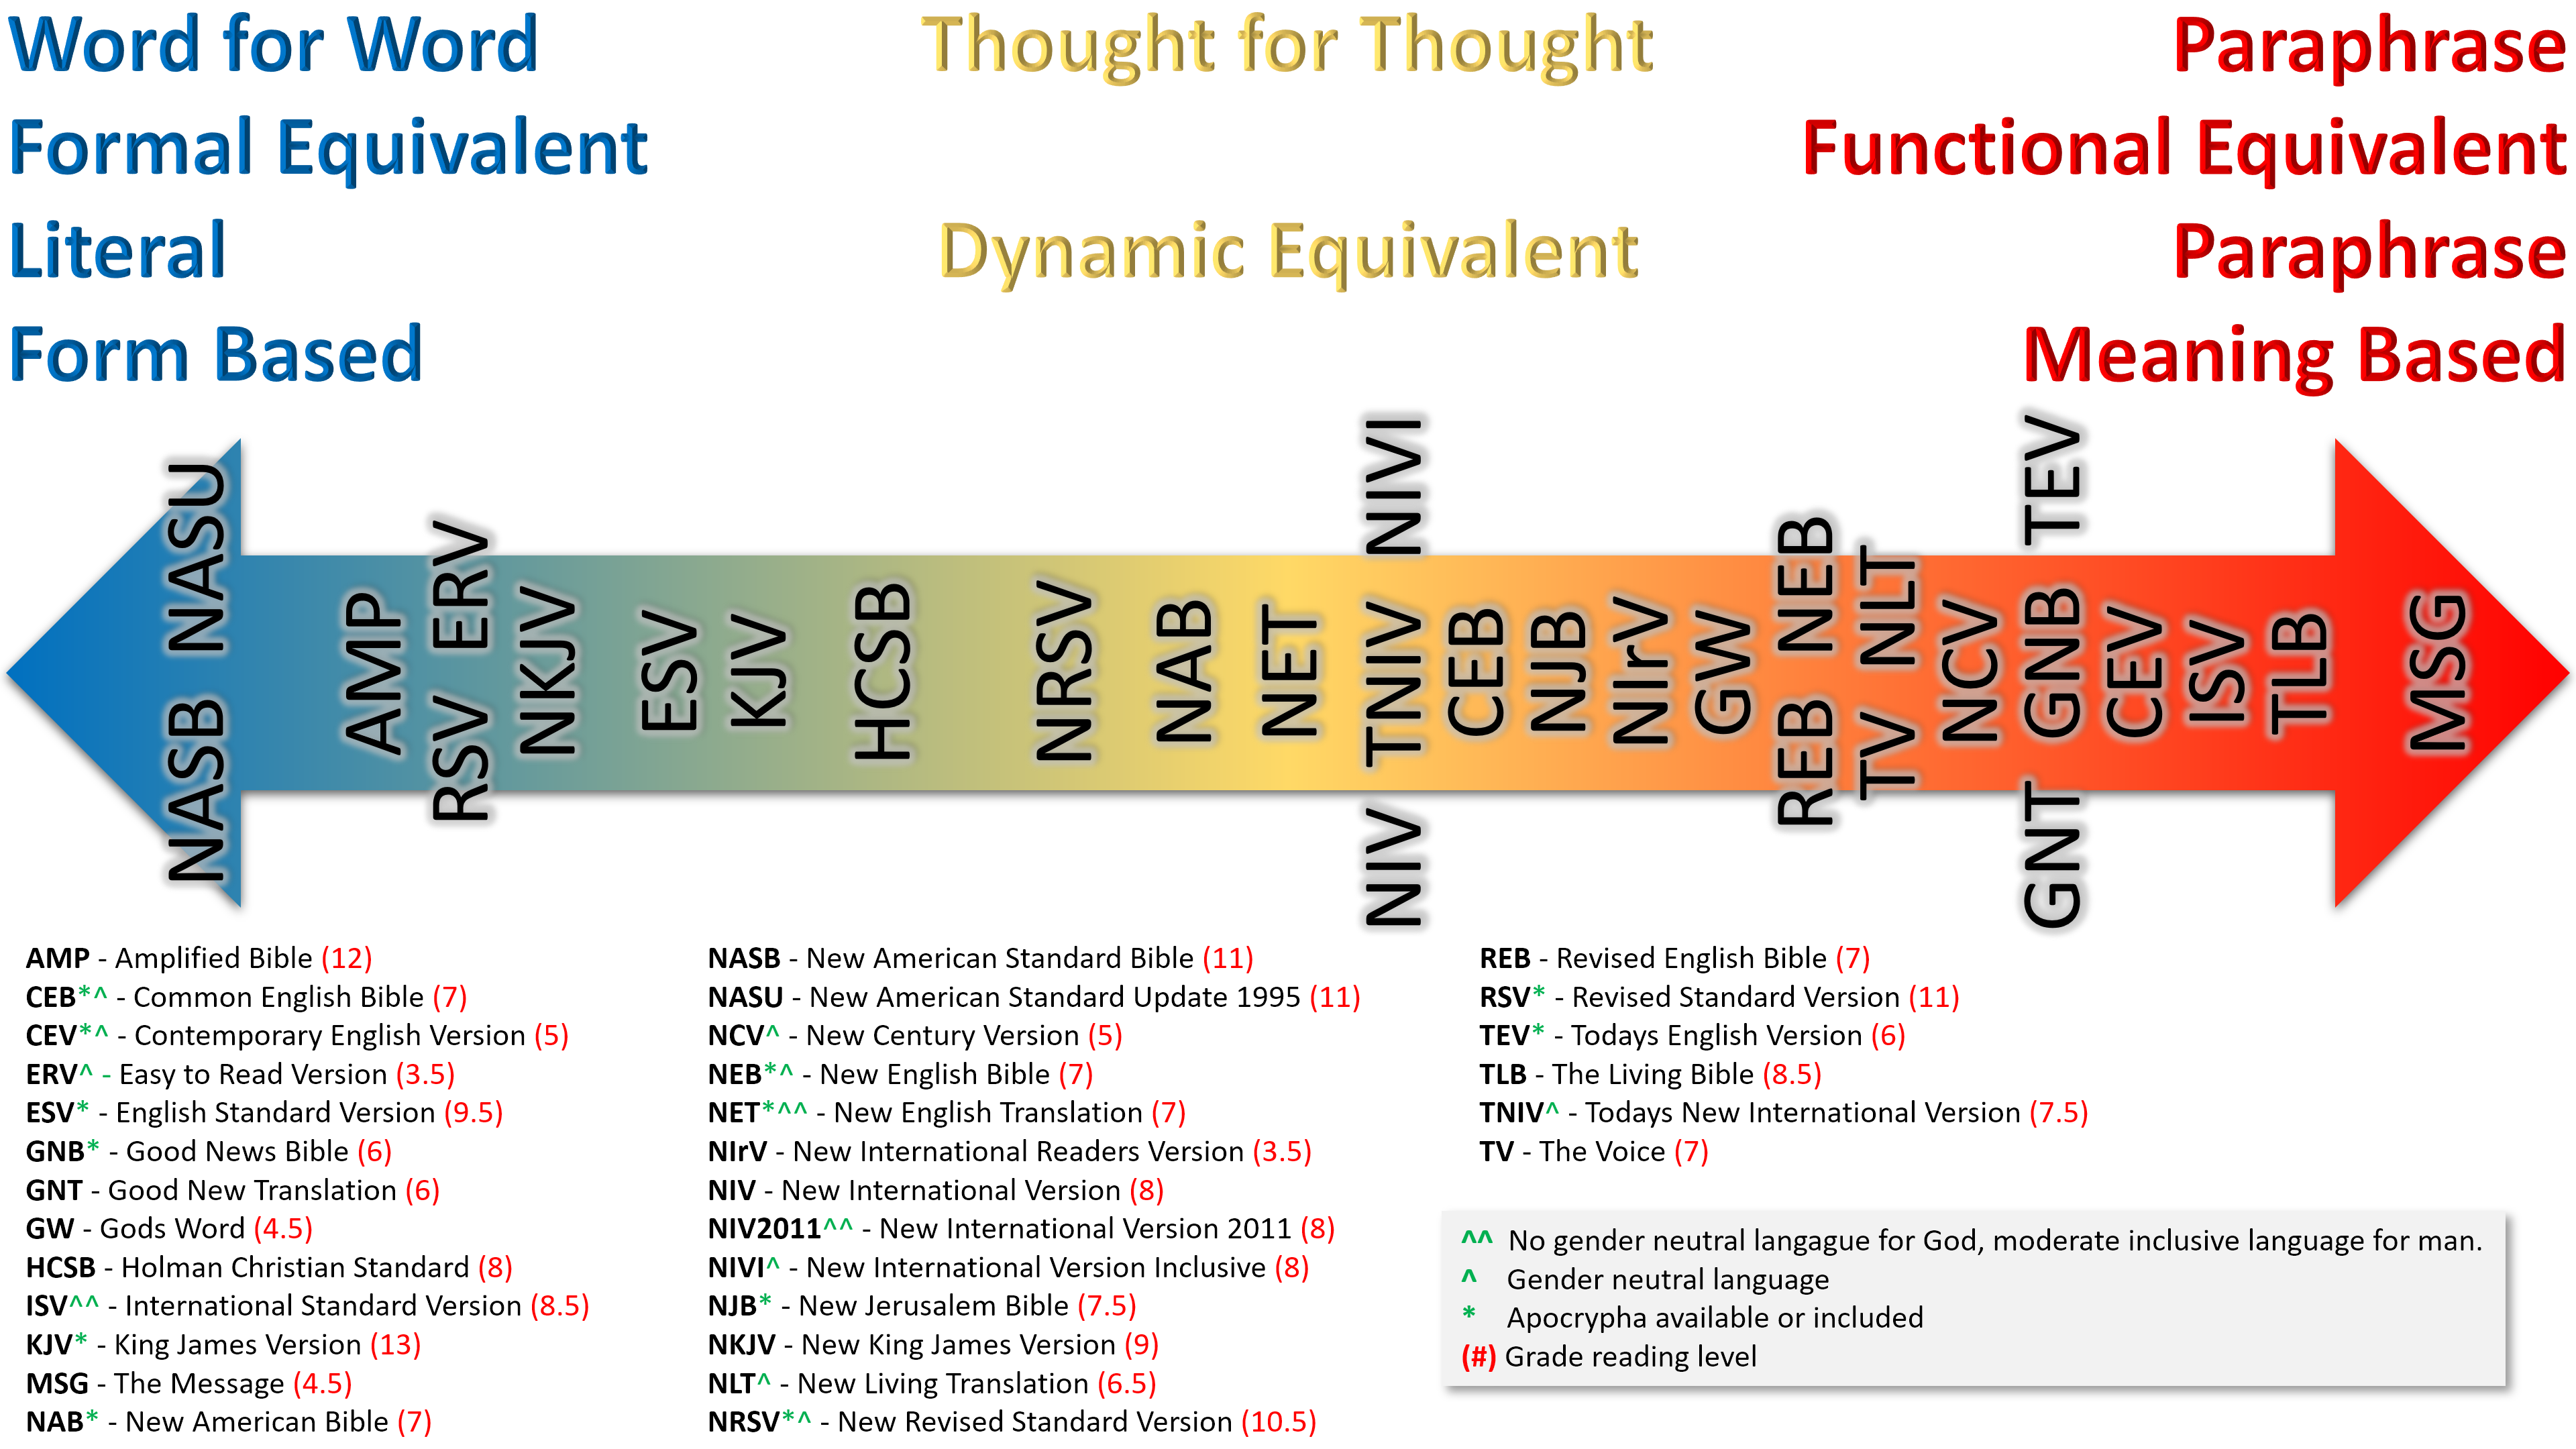 Word for Word
Thought for Thought
Paraphrase
Formal Equivalent
Functional Equivalent
Literal
Dynamic Equivalent
Paraphrase
Form Based
Meaning Based
NASB NASU
AMP
RSV ERV
NKJV
ESV
KJV
HCSB
NRSV
NAB
NET
NIV TNIV NIVI
CEB
NJB
NIrV
GW
REB NEB
TV NLT
NCV
GNT GNB TEV
CEV
ISV
TLB
MSG
AMP - Amplified Bible (12)
CEB*^ - Common English Bible (7)
CEV*^ - Contemporary English Version (5)
ERV^ - Easy to Read Version (3.5)
ESV* - English Standard Version (9.5)
GNB* - Good News Bible (6)
GNT - Good New Translation (6)
GW - Gods Word (4.5)
HCSB - Holman Christian Standard (8)
ISV^^ - International Standard Version (8.5)
KJV* - King James Version (13)
MSG - The Message (4.5)
NAB* - New American Bible (7)
NASB - New American Standard Bible (11)
NASU - New American Standard Update 1995 (11)
NCV^ - New Century Version (5)
NEB*^ - New English Bible (7)
NET*^^ - New English Translation (7)
NIrV - New International Readers Version (3.5)
NIV - New International Version (8)
NIV2011^^ - New International Version 2011 (8)
NIVI^ - New International Version Inclusive (8)
NJB* - New Jerusalem Bible (7.5)
NKJV - New King James Version (9)
NLT^ - New Living Translation (6.5)
NRSV*^ - New Revised Standard Version (10.5)
REB - Revised English Bible (7)
RSV* - Revised Standard Version (11)
TEV* - Todays English Version (6)
TLB - The Living Bible (8.5)
TNIV^ - Todays New International Version (7.5)
TV - The Voice (7)
^^ No gender neutral langague for God, moderate inclusive language for man.
^ Gender neutral language
* Apocrypha available or included
(#) Grade reading level